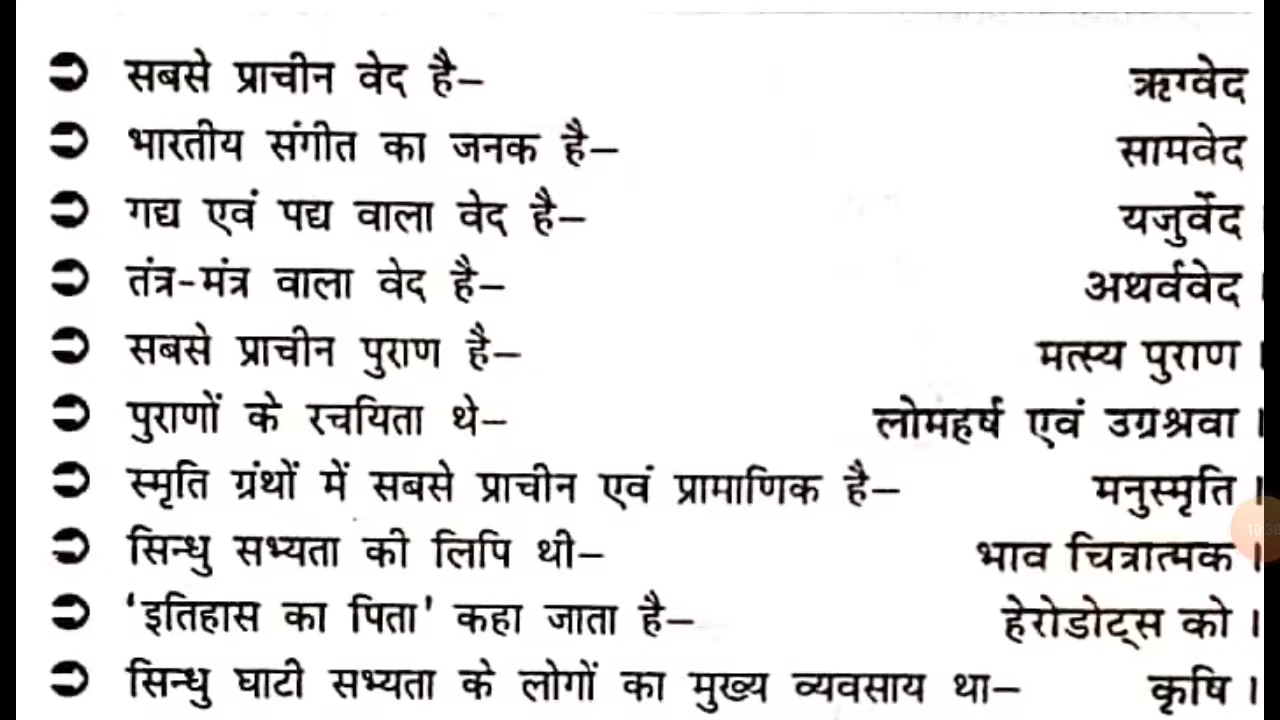 ➲ सबसे प्राचीन वेद है– ऋग्वेद
➲ भारतीय संगीत का जनक है– सामवेद
➲ गद्य एवं पद्य वाला वेद है– यजुर्वेद ।
➲ तंत्र-मंत्र वाला वेद है– अथर्ववेद ।
➲ सबसे प्राचीन पुराण है– मत्स्य पुराण ।
➲ पुराणों के रचयिता थे– लोमहर्ष एवं उग्रश्रवा ।
➲ स्मृति ग्रंथों में सबसे प्राचीन एवं प्रामाणिक है– मनुस्मृति ।
➲ सिन्धु सभ्यता की लिपि थी– भाव चित्रात्मक ।
➲ 'इतिहास का पिता' कहा जाता है– हेरोडोट्स को ।
➲ सिन्धु घाटी सभ्यता के लोगों का मुख्य व्यवसाय था– कृषि ।